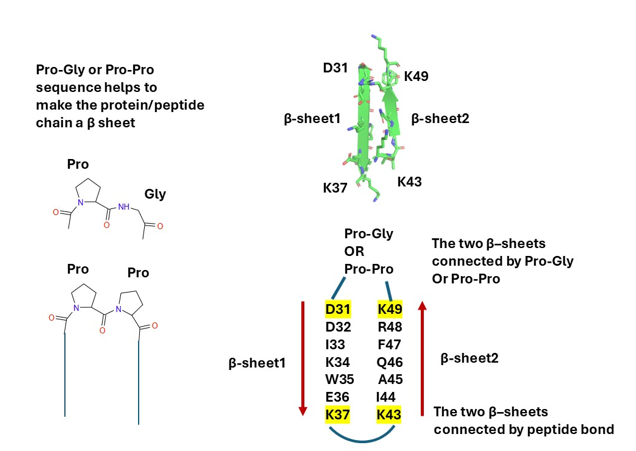 Pro-Gly or Pro-Pro
sequence helps to
make the protein/peptide
chain a β sheet
Pro
Gly
N
NH
O
O
O
Pro
Pro
N
N
O
O
O
D31
K49
β-sheet1
β-sheet2
K37
K43
Pro-Gly
OR
Pro-Pro
The two β–sheets
connected by Pro-Gly
Or Pro-Pro
D31 K49
D32 R48
I33 F47
K34 Q46
W35 A45
E36 I44
K37 K43
β-sheet1
β-sheet2
The two β–sheets
connected by peptide bond